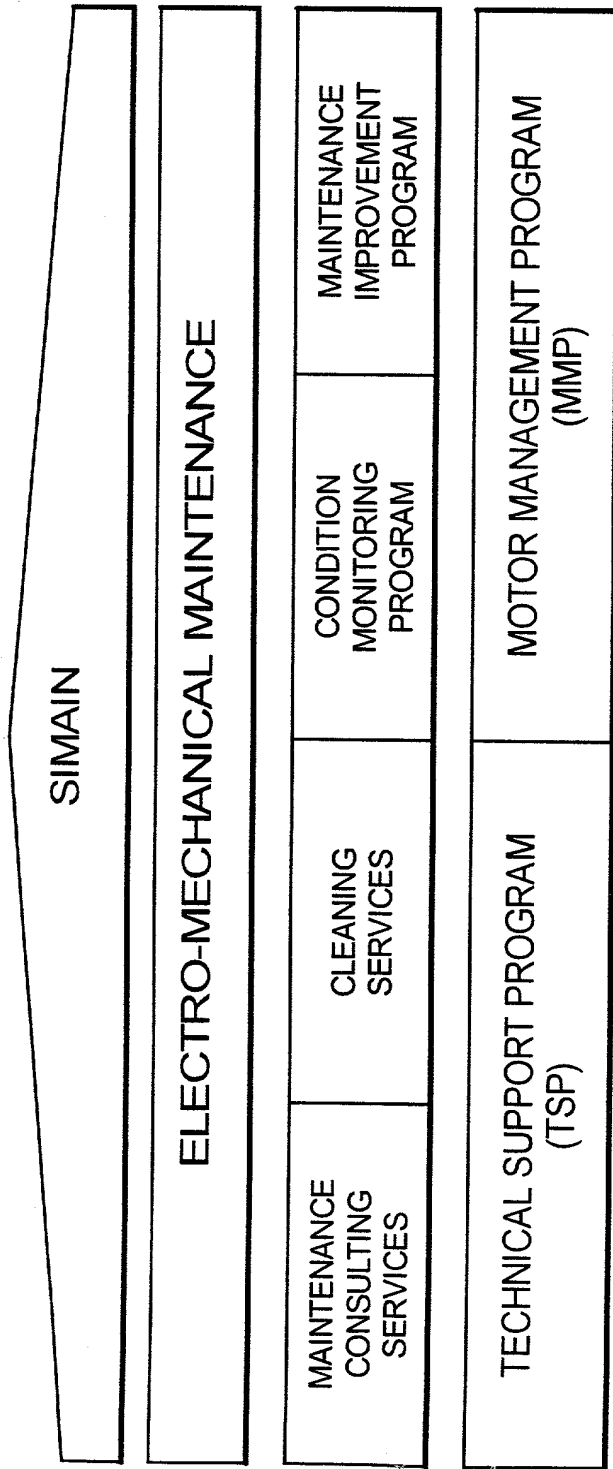 SIMAIN
ELECTRO-MECHANICAL MAINTENANCE
MAINTENANCE
CONSULTING
SERVICES
CLEANING
SERVICES
CONDITION
MONITORING
PROGRAM
MAINTENANCE
IMPROVEMENT
PROGRAM
TECHNICAL SUPPORT PROGRAM
(TSP)
MOTOR MANAGEMENT PROGRAM
(MMP)